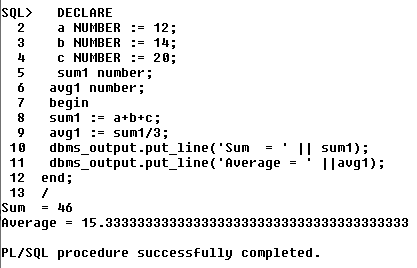 SQL>   DECLARE
  2    a NUMBER := 12;
  3    b NUMBER := 14;
  4    c NUMBER := 20;
  5    sum1 number;
  6   avg1 number;
  7   begin
  8   sum1 := a+b+c;
  9   avg1 := sum1/3;
 10   dbms_output.put_line('Sum  = ' || sum1);
 11   dbms_output.put_line('Average = ' ||avg1);
 12  end;
 13  /
Sum  = 46
Average = 15.33333333333333333333333333333333333333
PL/SQL procedure successfully completed.